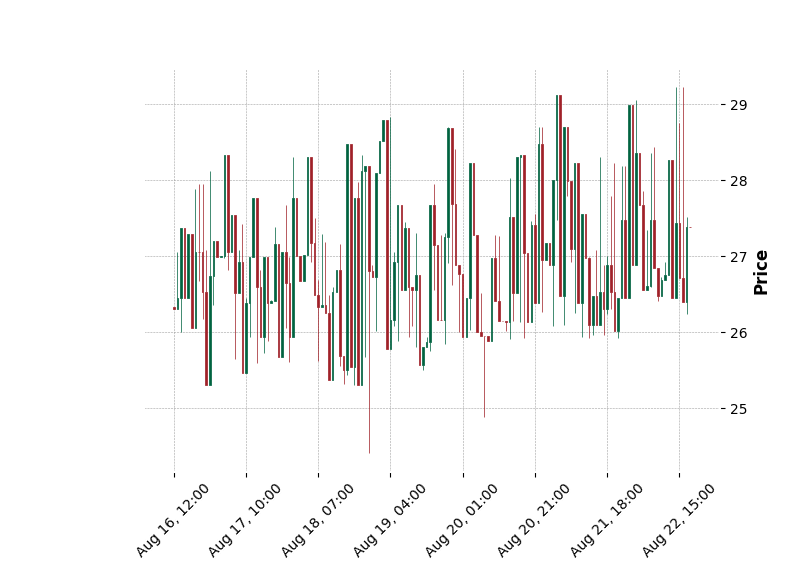 29
28
27
26
25
Price
Aug 16, 12:00
Aug 17, 10:00
Aug 18, 07:00
Aug 19, 04:00
Aug 20, 01:00
Aug 20, 21:00
Aug 21, 18:00
Aug 22, 15:00